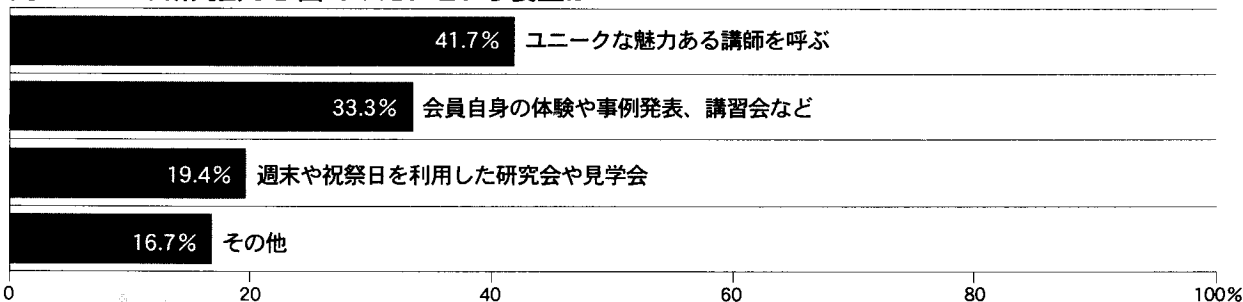 41.7% ユニークな魅力ある講師を呼ぶ
33.3% 会員自身の体験や事例発表、講習会など
19.4% 週末や祝祭日を利用した研究会や見学会
16.7% その他
0 20 40 60 80 100%